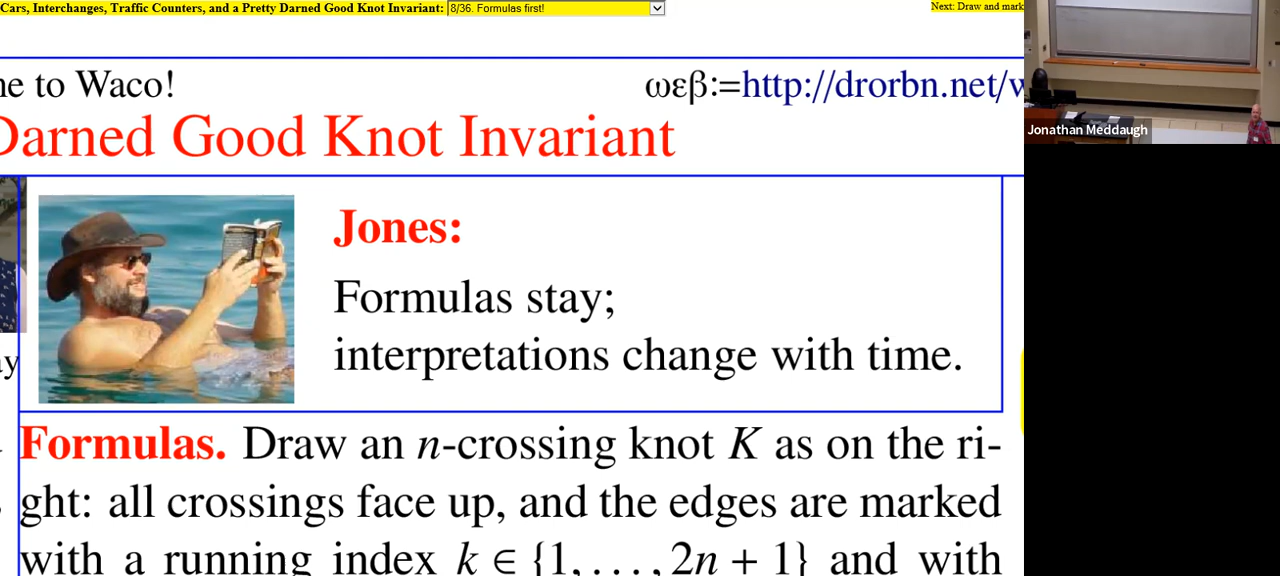 Cars, Interchanges, Traffic Counters, and a Pretty Darned Good Knot Invariant: 8/36. Formulas first!
Next: Draw and mark
ne to Waco!
ωεβ:=http://drorbn.net/w
Darned Good Knot Invariant
Jonathan Meddaugh
Jones:
Formulas stay;
interpretations change with time.
ay
Formulas. Draw an n-crossing knot K as on the ri-
ght: all crossings face up, and the edges are marked
with a running index k ∈ {1, . . . , 2n + 1} and with